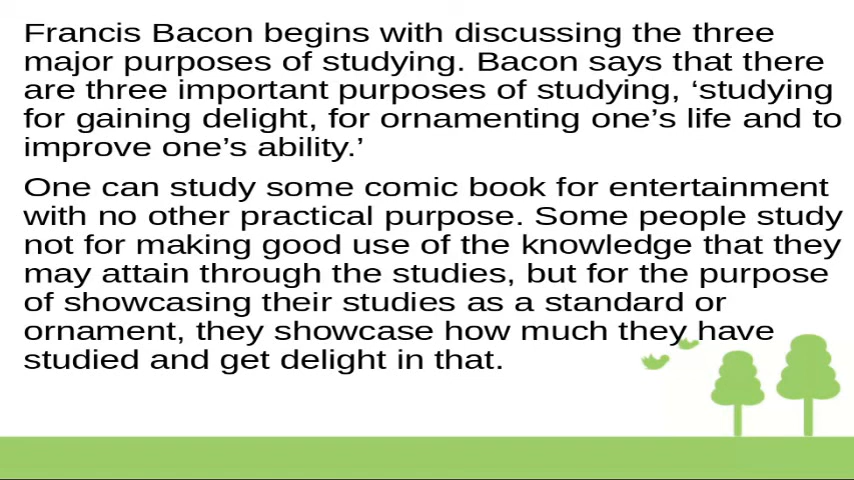 Francis Bacon begins with discussing the three
major purposes of studying. Bacon says that there
are three important purposes of studying, ‘studying
for gaining delight, for ornamenting one’s life and to
improve one’s ability.’
One can study some comic book for entertainment
with no other practical purpose. Some people study
not for making good use of the knowledge that they
may attain through the studies, but for the purpose
of showcasing their studies as a standard or
ornament, they showcase how much they have
studied and get delight in that.